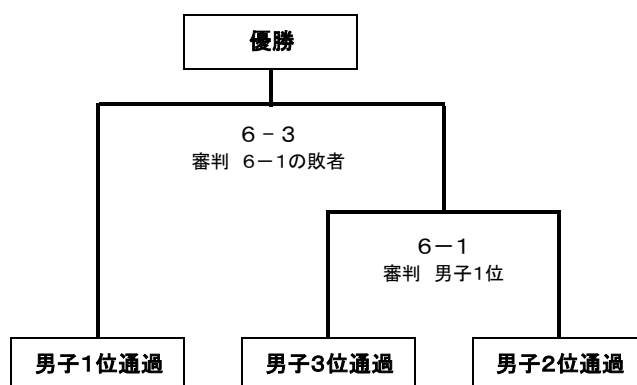 優勝
６－３
審判 ６－１の敗者
６－１
審判 男子１位
男子１位通過
男子３位通過
男子２位通過